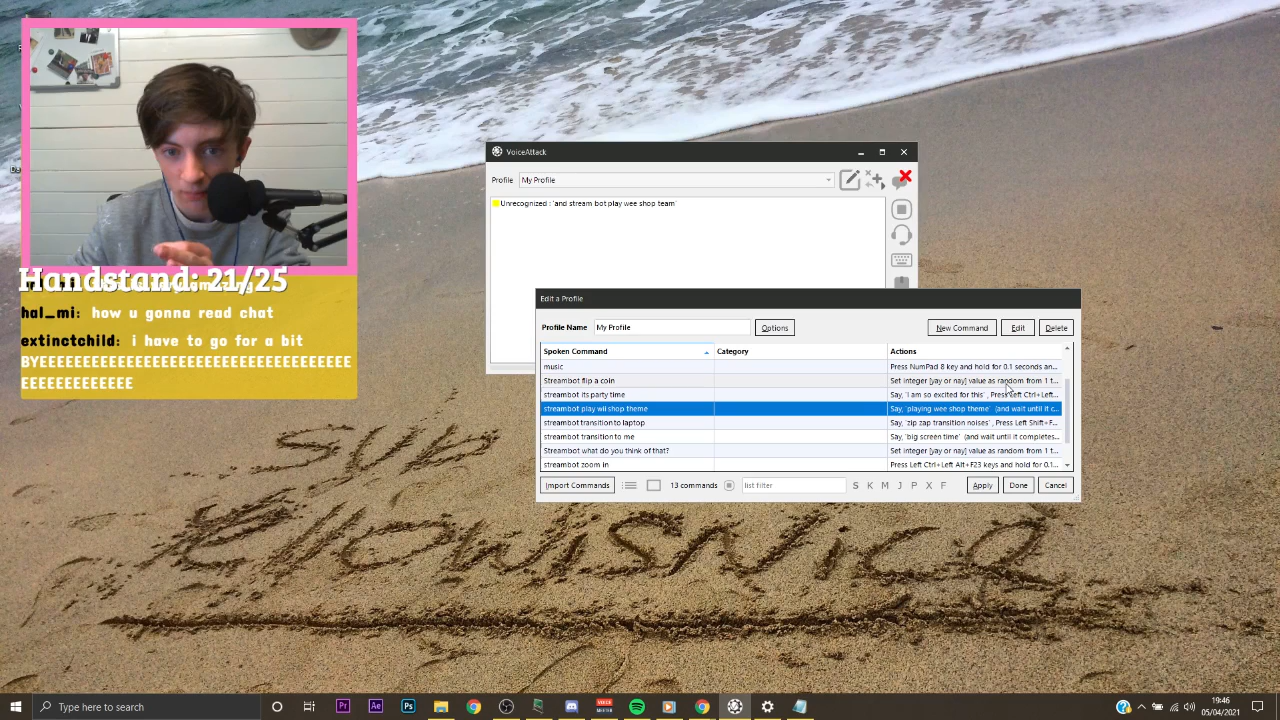 VoiceAttack
Profile
My Profile
Unrecognized : 'and stream bot play wee shop team'
Edit a Profile
Profile Name
My Profile
Options
New Command
Edit
Delete
Spoken Command
Category
Actions
music
Press NumPad 8 key and hold for 0.1 seconds an...
Streambot flip a coin
Set integer [yay or nay] value as random from 1 t...
streambot its party time
Say, 'I am so excited for this' , Press Left Ctrl+Left...
streambot play wii shop theme
Say, 'playing wee shop theme' (and wait until it c...
streambot transition to laptop
Say, 'zip zap transition noises' , Press Left Shift+F...
streambot transition to me
Say, 'big screen time' (and wait until it completes...
Streambot what do you think of that?
Set integer [yay or nay] value as random from 1 t...
streambot zoom in
Press Left Ctrl+Left Alt+F23 keys and hold for 0.1...
Import Commands
13 commands
list filter
S K M J P X F
Apply
Done
Cancel
Handstand: 21/25
hal_mi: how u gonna read chat
extinctchild: i have to go for a bit
BYEEEEEEEEEEEEEEEEEEEEEEEEEEEEEEEEEE
EEEEEEEEEEEEE
SUP
YellowisNice
Type here to search
Pr
Ae
Ps
19:46
05/04/2021